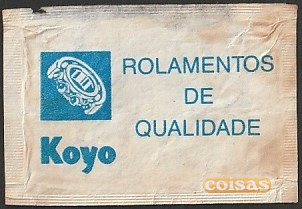 ROLAMENTOS
DE
QUALIDADE
Koyo
coisas